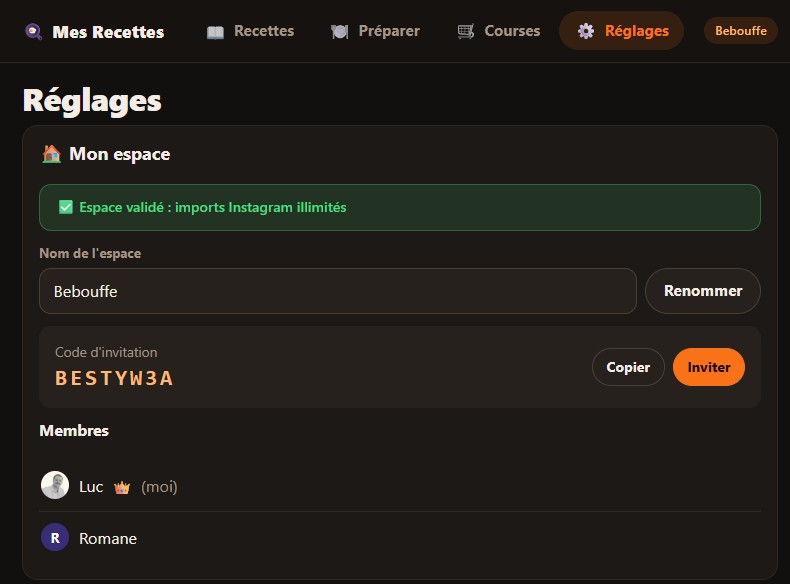 Mes Recettes
Recettes
Préparer
Courses
Réglages
Bebouffe
Réglages
Mon espace
Espace validé : imports Instagram illimités
Nom de l'espace
Bebouffe
Renommer
Code d'invitation
BESTYW3A
Copier
Inviter
Membres
Luc (moi)
R
Romane